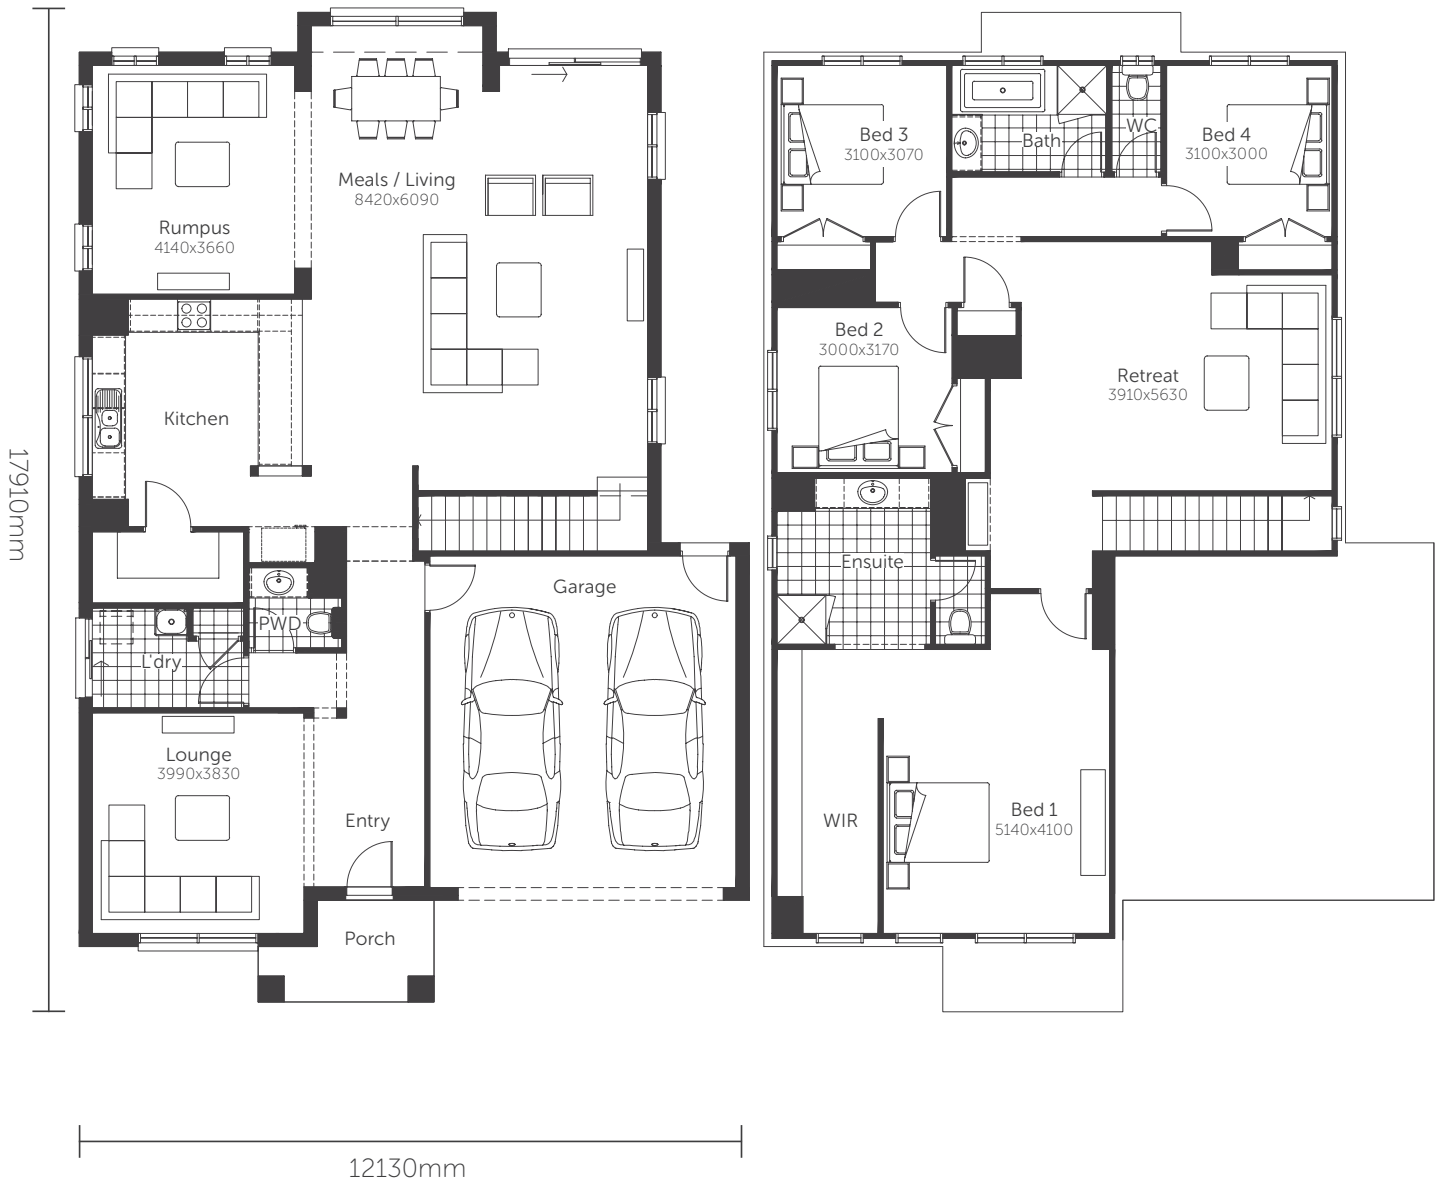 Meals / Living
8420x6090
Rumpus
4140x3660
Kitchen
17910mm
Garage
PWD
L'dry
Lounge
3990x3830
Entry
Porch
12130mm
Bed 3
3100x3070
Bath
WC
Bed 4
3100x3000
Bed 2
3000x3170
Retreat
3910x5630
Ensuite
WIR
Bed 1
5140x4100